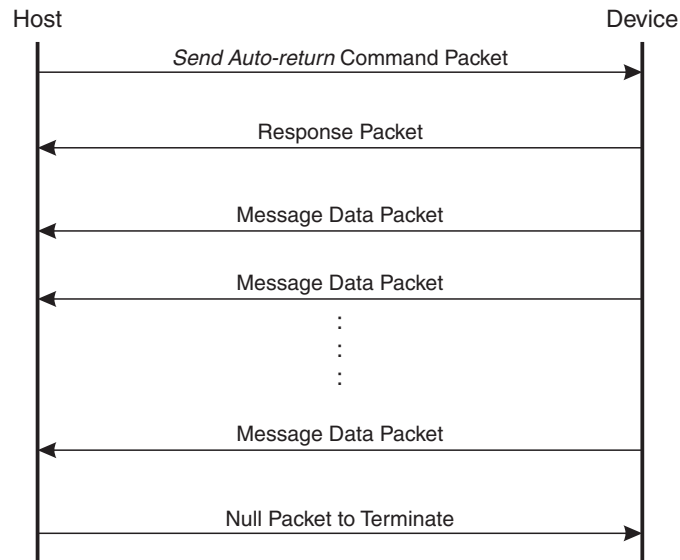 Host Device
Send Auto-return Command Packet
Response Packet
Message Data Packet
Message Data Packet
:
:
:
Message Data Packet
Null Packet to Terminate